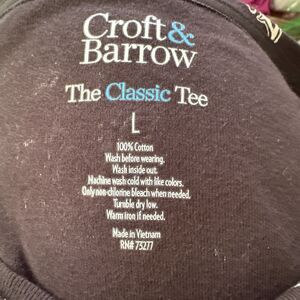 Croft&
Barrow
The Classic Tee
L
100% Cotton
Wash before wearing.
Wash inside out.
Machine wash cold with like colors.
Only non-chlorine bleach when needed.
Tumble dry low.
Warm iron if needed.
Made in Vietnam
RN# 73277